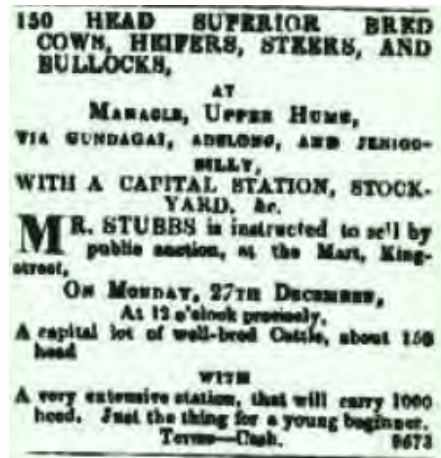 150 HEAD SUPERIOR BRED
COWS, HEIFERS, STEERS, AND
BULLOCKS,
AT
MANAGLE, UPPER HUME,
VIA GUNDAGAI, ADELONG, AND JENIGO-
BILLY,
WITH A CAPITAL STATION, STOCK-
YARD, &c.
MR. STUBBS is instructed to sell by
public auction, at the Mart, King-
street,
ON MONDAY, 27TH DECEMBER,
At 12 o'clock precisely,
A capital lot of well-bred Cattle, about 150
head
WITH
A very extensive station, that will carry 1000
head. Just the thing for a young beginner.
Terms—Cash. 9673